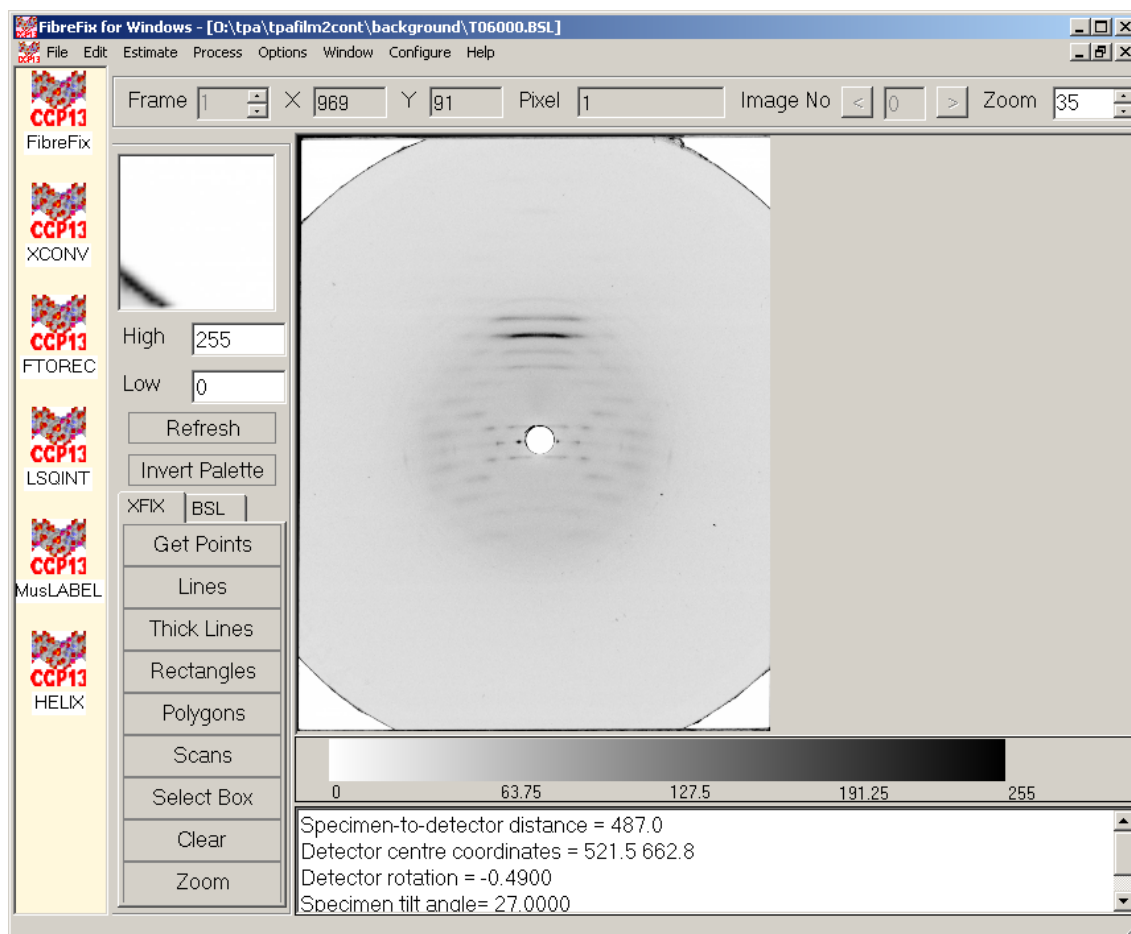 FibreFix for Windows - [O:\tpa\tpafilm2cont\background\T06000.BSL]
CCP13 File Edit Estimate Process Options Window Configure Help
CCP13
FibreFix
CCP13
XCONV
CCP13
FTOREC
CCP13
LSQINT
CCP13
MusLABEL
CCP13
HELIX
Frame 1 X 969 Y 91 Pixel 1 Image No < 0 > Zoom 35
High 255
Low 0
Refresh
Invert Palette
XFIX BSL
Get Points
Lines
Thick Lines
Rectangles
Polygons
Scans
Select Box
Clear
Zoom
0 63.75 127.5 191.25 255
Specimen-to-detector distance = 487.0
Detector centre coordinates = 521.5 662.8
Detector rotation = -0.4900
Specimen tilt angle= 27.0000